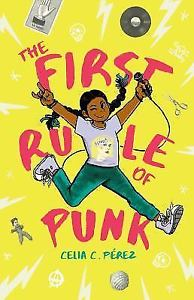 THE
FIRST
RULE
OF
PUNK
CELIA C. PÉREZ